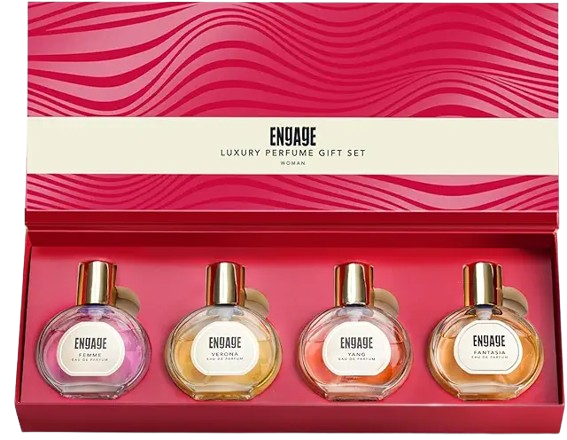 ENGAGE
LUXURY PERFUME GIFT SET
WOMAN
ENGAGE
FEMME
EAU DE PARFUM
ENGAGE
VERONA
EAU DE PARFUM
ENGAGE
YANG
EAU DE PARFUM
ENGAGE
FANTASIA
EAU DE PARFUM